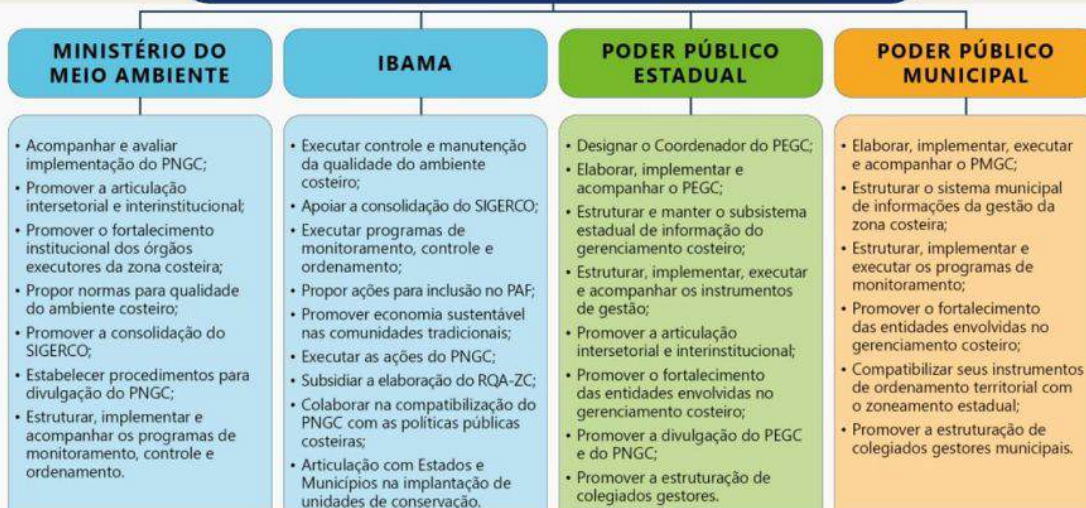 MINISTÉRIO DO
MEIO AMBIENTE
• Acompanhar e avaliar
implementação do PNGC;
• Promover a articulação
intersetorial e interinstitucional;
• Promover o fortalecimento
institucional dos órgãos
executores da zona costeira;
• Propor normas para qualidade
do ambiente costeiro;
• Promover a consolidação do
SIGERCO;
• Estabelecer procedimentos para
divulgação do PNGC;
• Estruturar, implementar e
acompanhar os programas de
monitoramento, controle e
ordenamento.
IBAMA
• Executar controle e manutenção
da qualidade do ambiente
costeiro;
• Apoiar a consolidação do SIGERCO;
• Executar programas de
monitoramento, controle e
ordenamento;
• Propor ações para inclusão no PAF;
• Promover economia sustentável
nas comunidades tradicionais;
• Executar as ações do PNGC;
• Subsidiar a elaboração do RQA-ZC;
• Colaborar na compatibilização do
PNGC com as políticas públicas
costeiras;
• Articulação com Estados e
Municípios na implantação de
unidades de conservação.
PODER PÚBLICO
ESTADUAL
• Designar o Coordenador do PEGC;
• Elaborar, implementar e
acompanhar o PEGC;
• Estruturar e manter o subsistema
estadual de informação do
gerenciamento costeiro;
• Estruturar, implementar, executar
e acompanhar os instrumentos
de gestão;
• Promover a articulação
intersetorial e interinstitucional;
• Promover o fortalecimento
das entidades envolvidas no
gerenciamento costeiro;
• Promover a divulgação do PEGC
e do PNGC;
• Promover a estruturação de
colegiados gestores.
PODER PÚBLICO
MUNICIPAL
• Elaborar, implementar, executar
e acompanhar o PMGC;
• Estruturar o sistema municipal
de informações da gestão da
zona costeira;
• Estruturar, implementar e
executar os programas de
monitoramento;
• Promover o fortalecimento
das entidades envolvidas no
gerenciamento costeiro;
• Compatibilizar seus instrumentos
de ordenamento territorial com
o zoneamento estadual;
• Promover a estruturação de
colegiados gestores municipais.